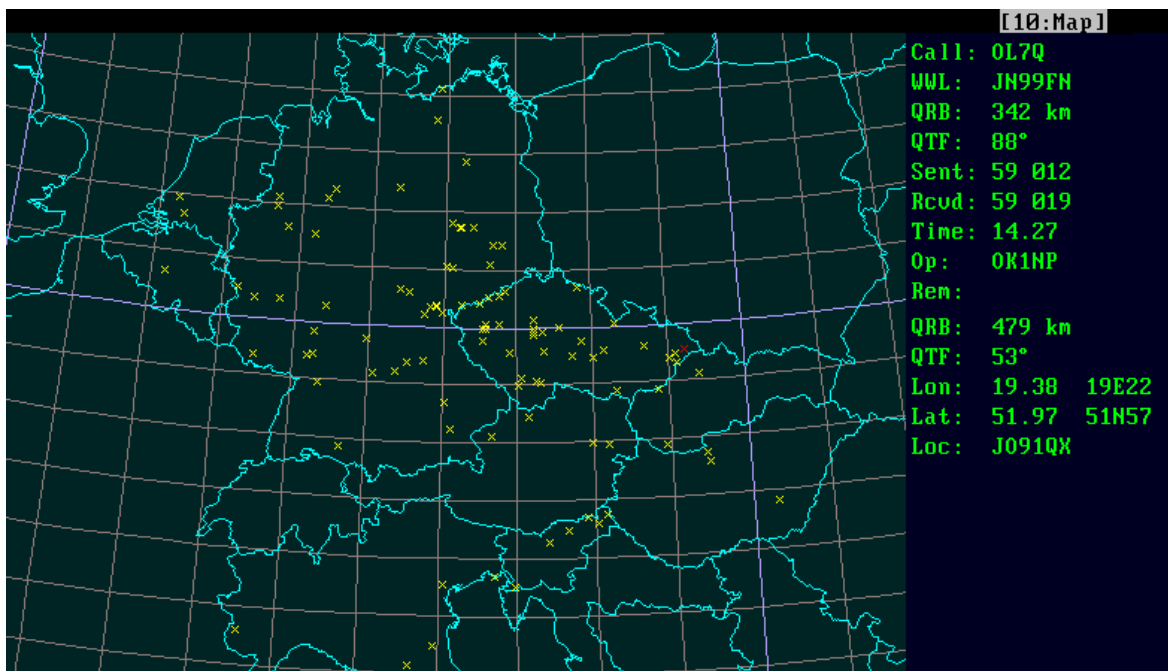 [10:Map]
Call: OL7Q
WWL: JN99FN
QRB: 342 km
QTF: 88°
Sent: 59 012
Rcvd: 59 019
Time: 14.27
Op: OK1NP
Rem:
QRB: 479 km
QTF: 53°
Lon: 19.38 19E22
Lat: 51.97 51N57
Loc: JO91QX